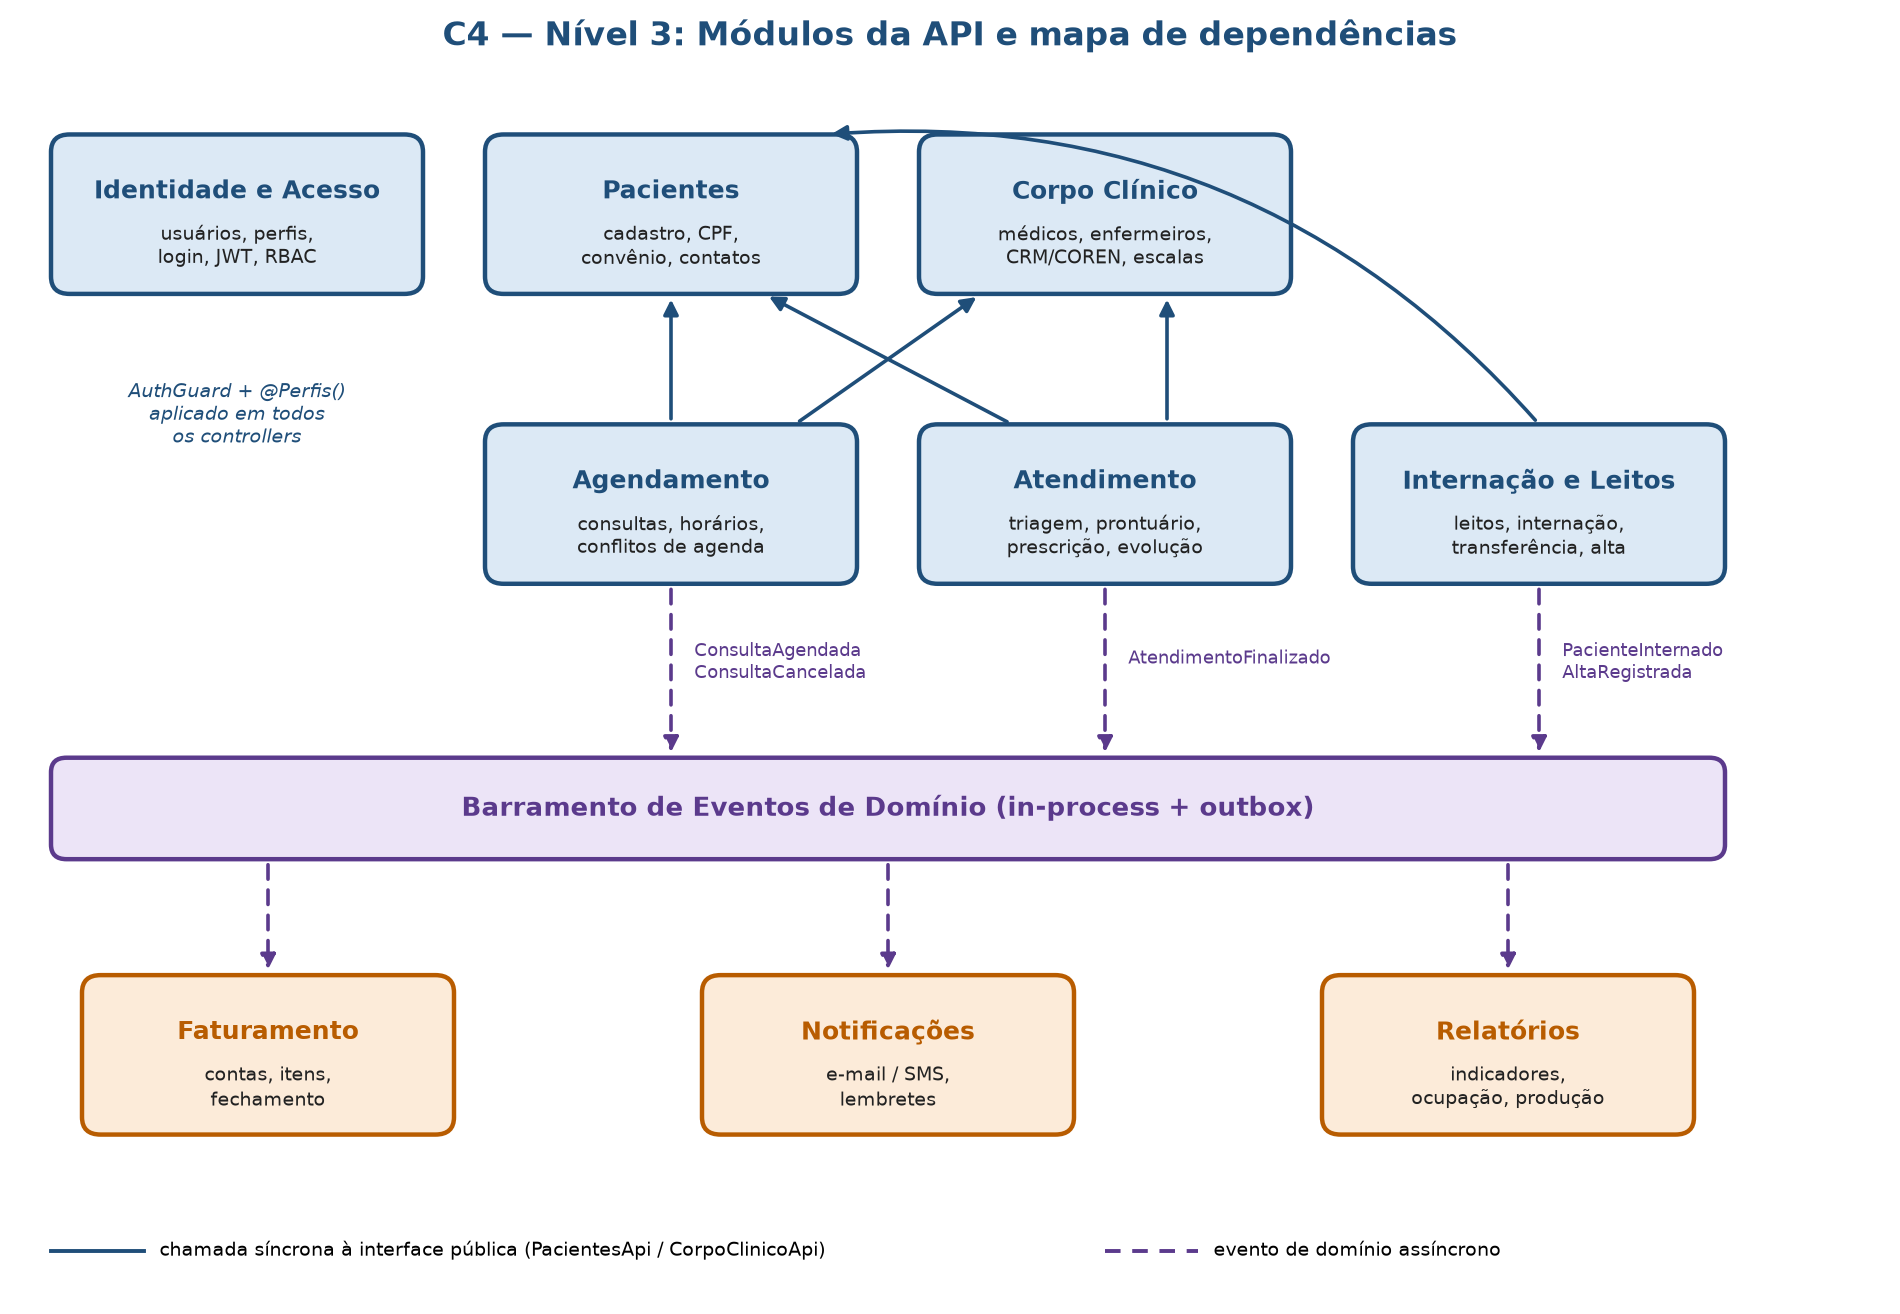 C4 — Nível 3: Módulos da API e mapa de dependências
Identidade e Acesso
usuários, perfis,
login, JWT, RBAC
Pacientes
cadastro, CPF,
convênio, contatos
Corpo Clínico
médicos, enfermeiros,
CRM/COREN, escalas
AuthGuard + @Perfis()
aplicado em todos
os controllers
Agendamento
consultas, horários,
conflitos de agenda
Atendimento
triagem, prontuário,
prescrição, evolução
Internação e Leitos
leitos, internação,
transferência, alta
ConsultaAgendada
ConsultaCancelada
AtendimentoFinalizado
PacienteInternado
AltaRegistrada
Barramento de Eventos de Domínio (in-process + outbox)
Faturamento
contas, itens,
fechamento
Notificações
e-mail / SMS,
lembretes
Relatórios
indicadores,
ocupação, produção
chamada síncrona à interface pública (PacientesApi / CorpoClinicoApi)
evento de domínio assíncrono